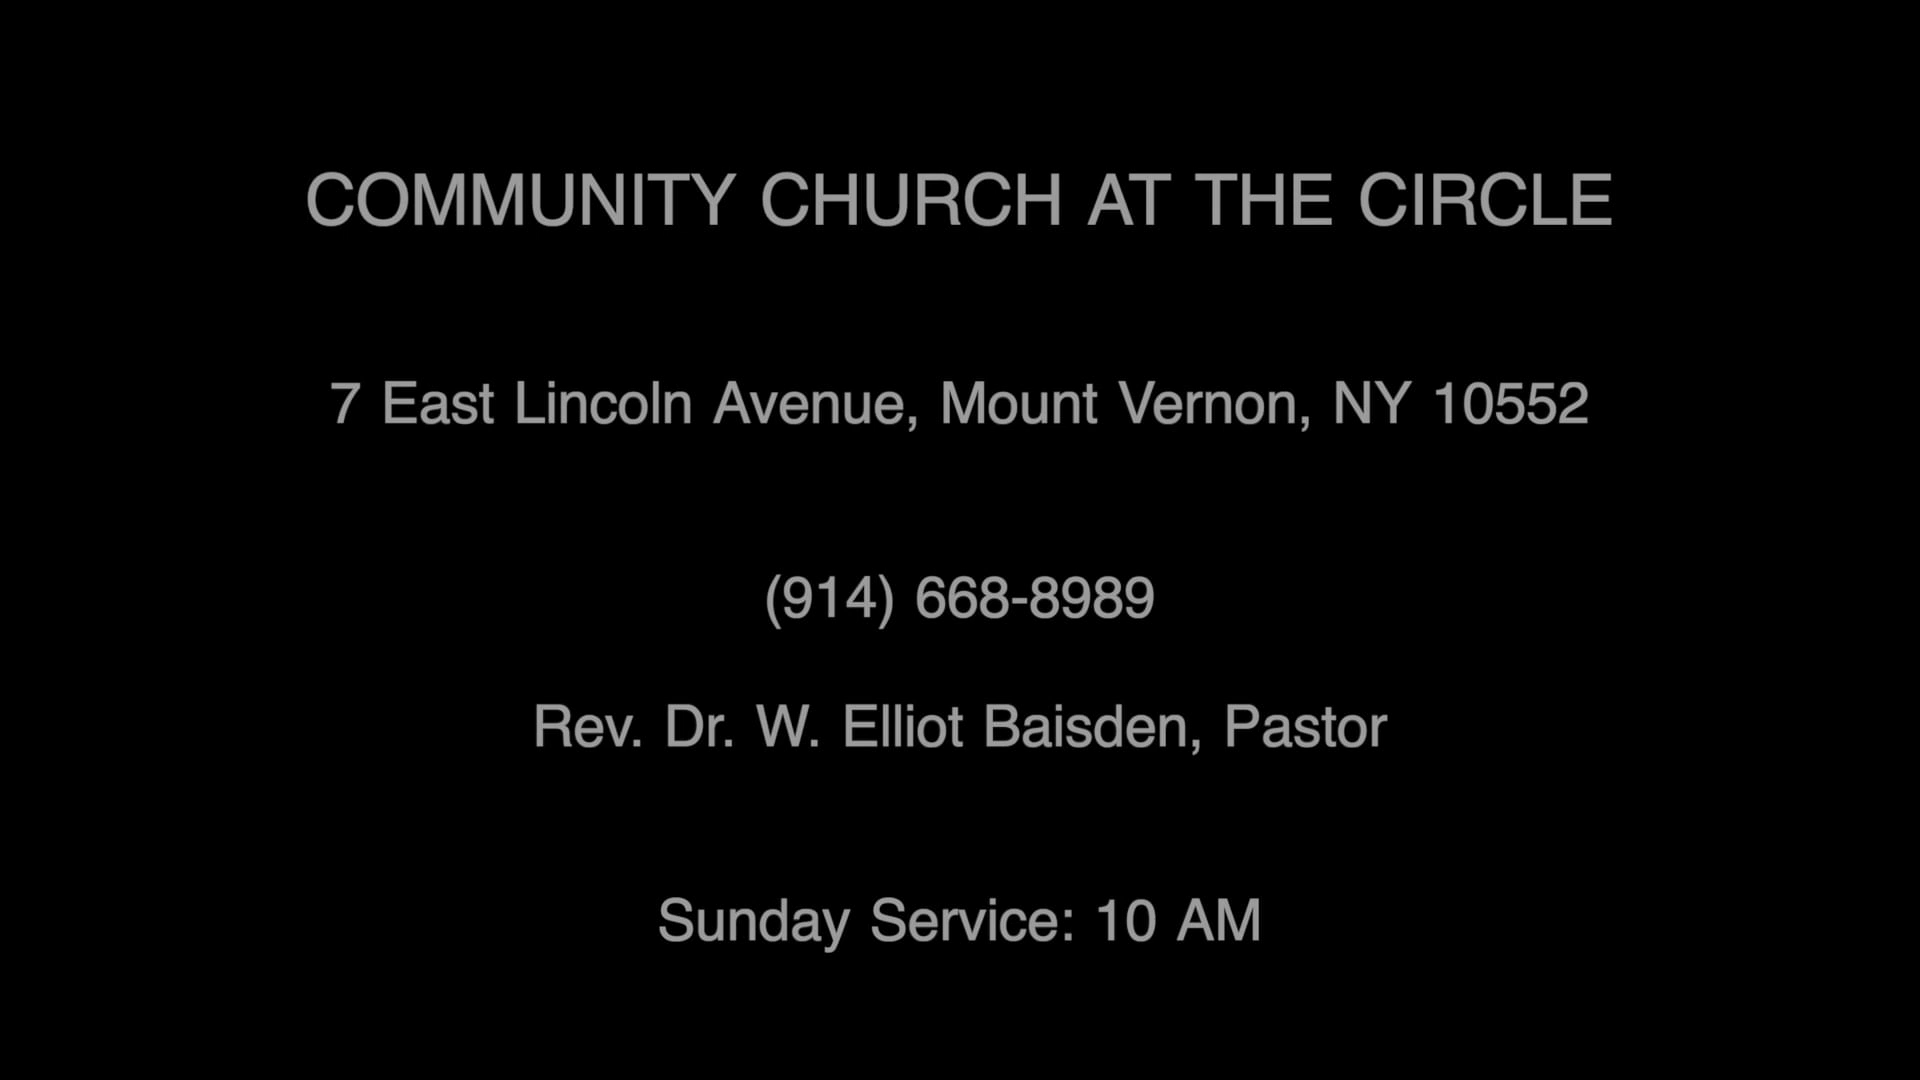 COMMUNITY CHURCH AT THE CIRCLE
7 East Lincoln Avenue, Mount Vernon, NY 10552
(914) 668-8989
Rev. Dr. W. Elliot Baisden, Pastor
Sunday Service: 10 AM